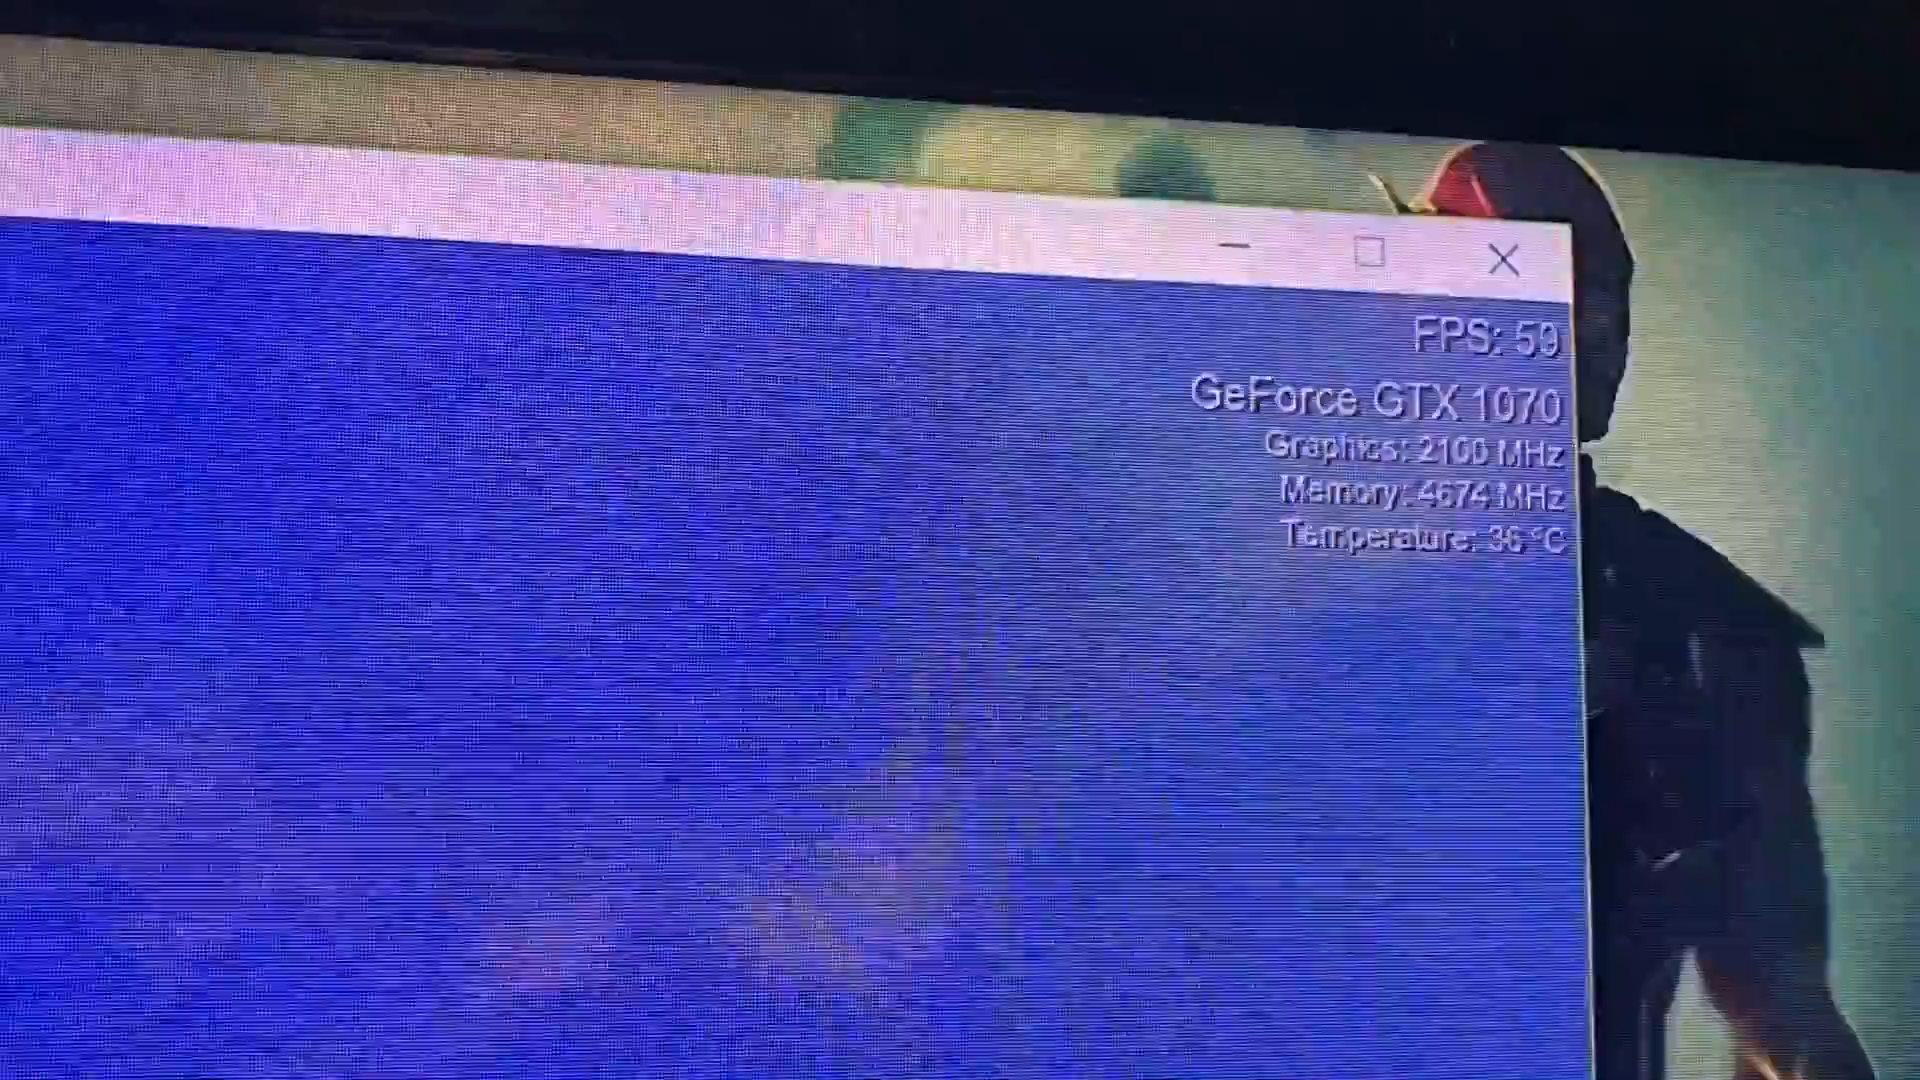 FPS: 59
GeForce GTX 1070
Graphics: 2100 MHz
Memory: 4674 MHz
Temperature: 36 °C